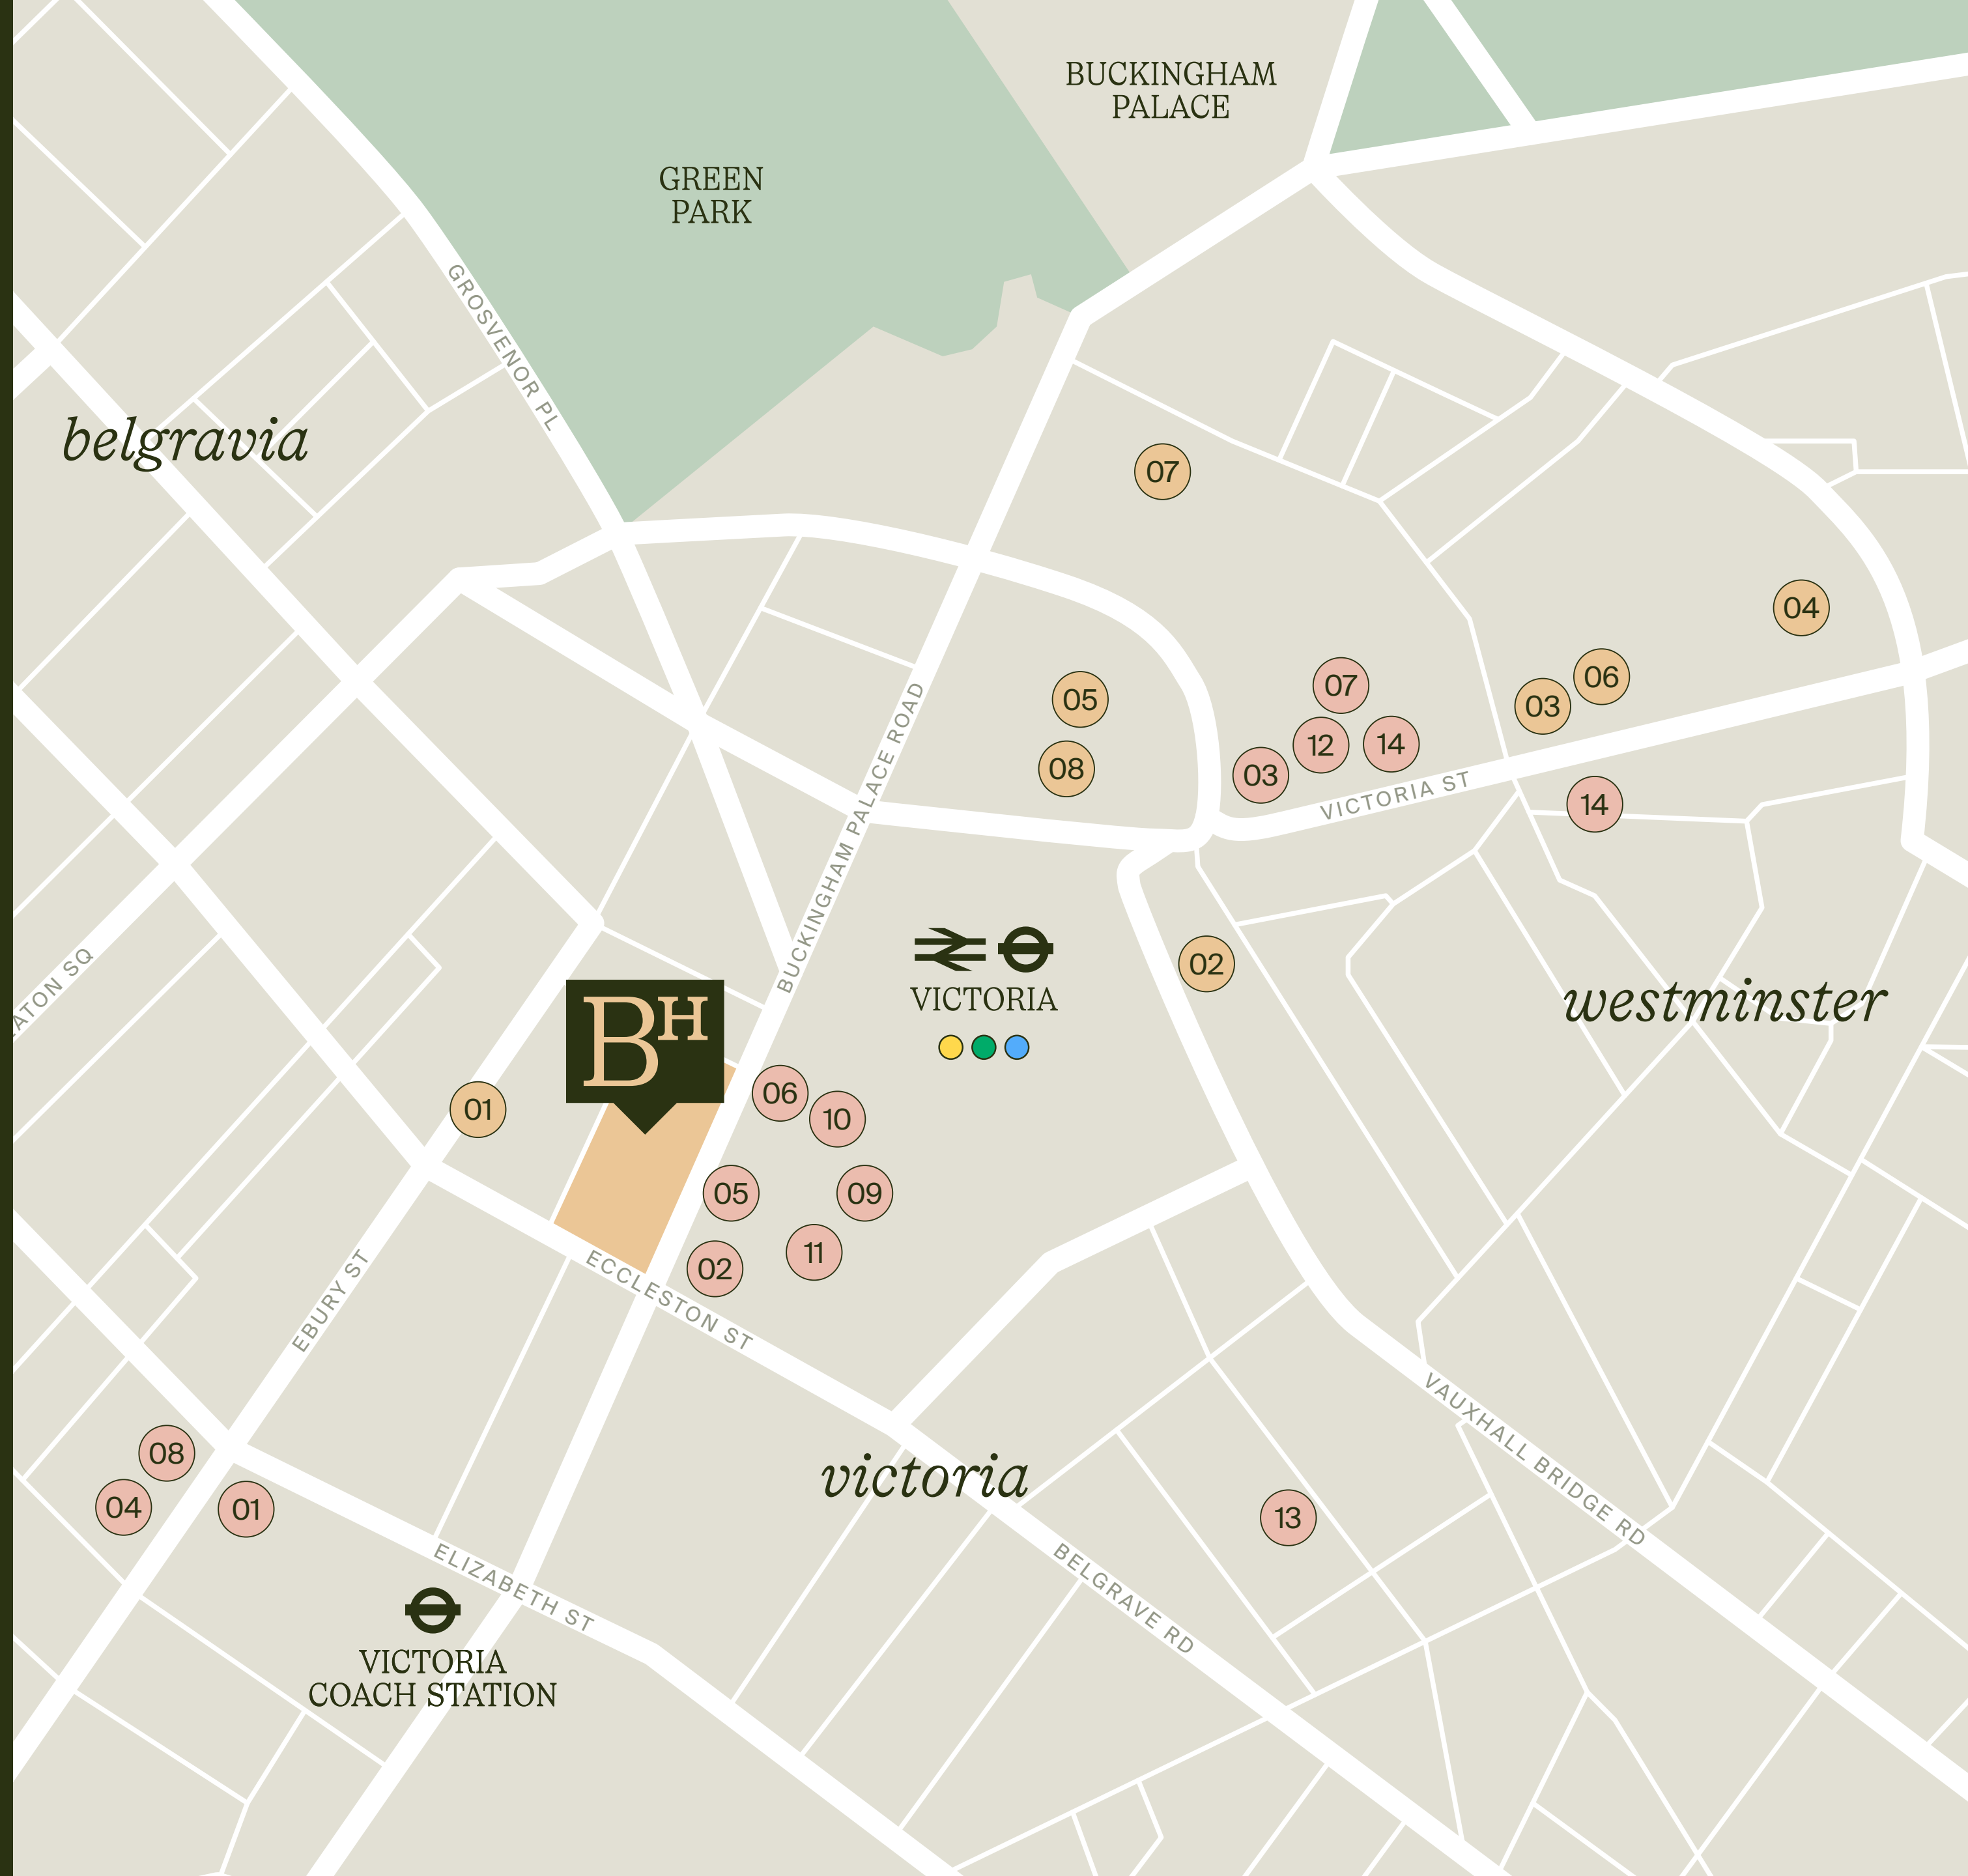 BUCKINGHAM
PALACE
GREEN
PARK
GROSVENOR PL
belgravia
07
04
05
07
06
03
08
12
14
03
VICTORIA ST
14
BUCKINGHAM PALACE ROAD
ATON SQ
02
VICTORIA
westminster
BH
01
06
10
05
09
11
02
ECCLESTON ST
EBURY ST
VAUXHALL BRIDGE RD
08
04
01
victoria
13
BELGRAVE RD
ELIZABETH ST
VICTORIA
COACH STATION